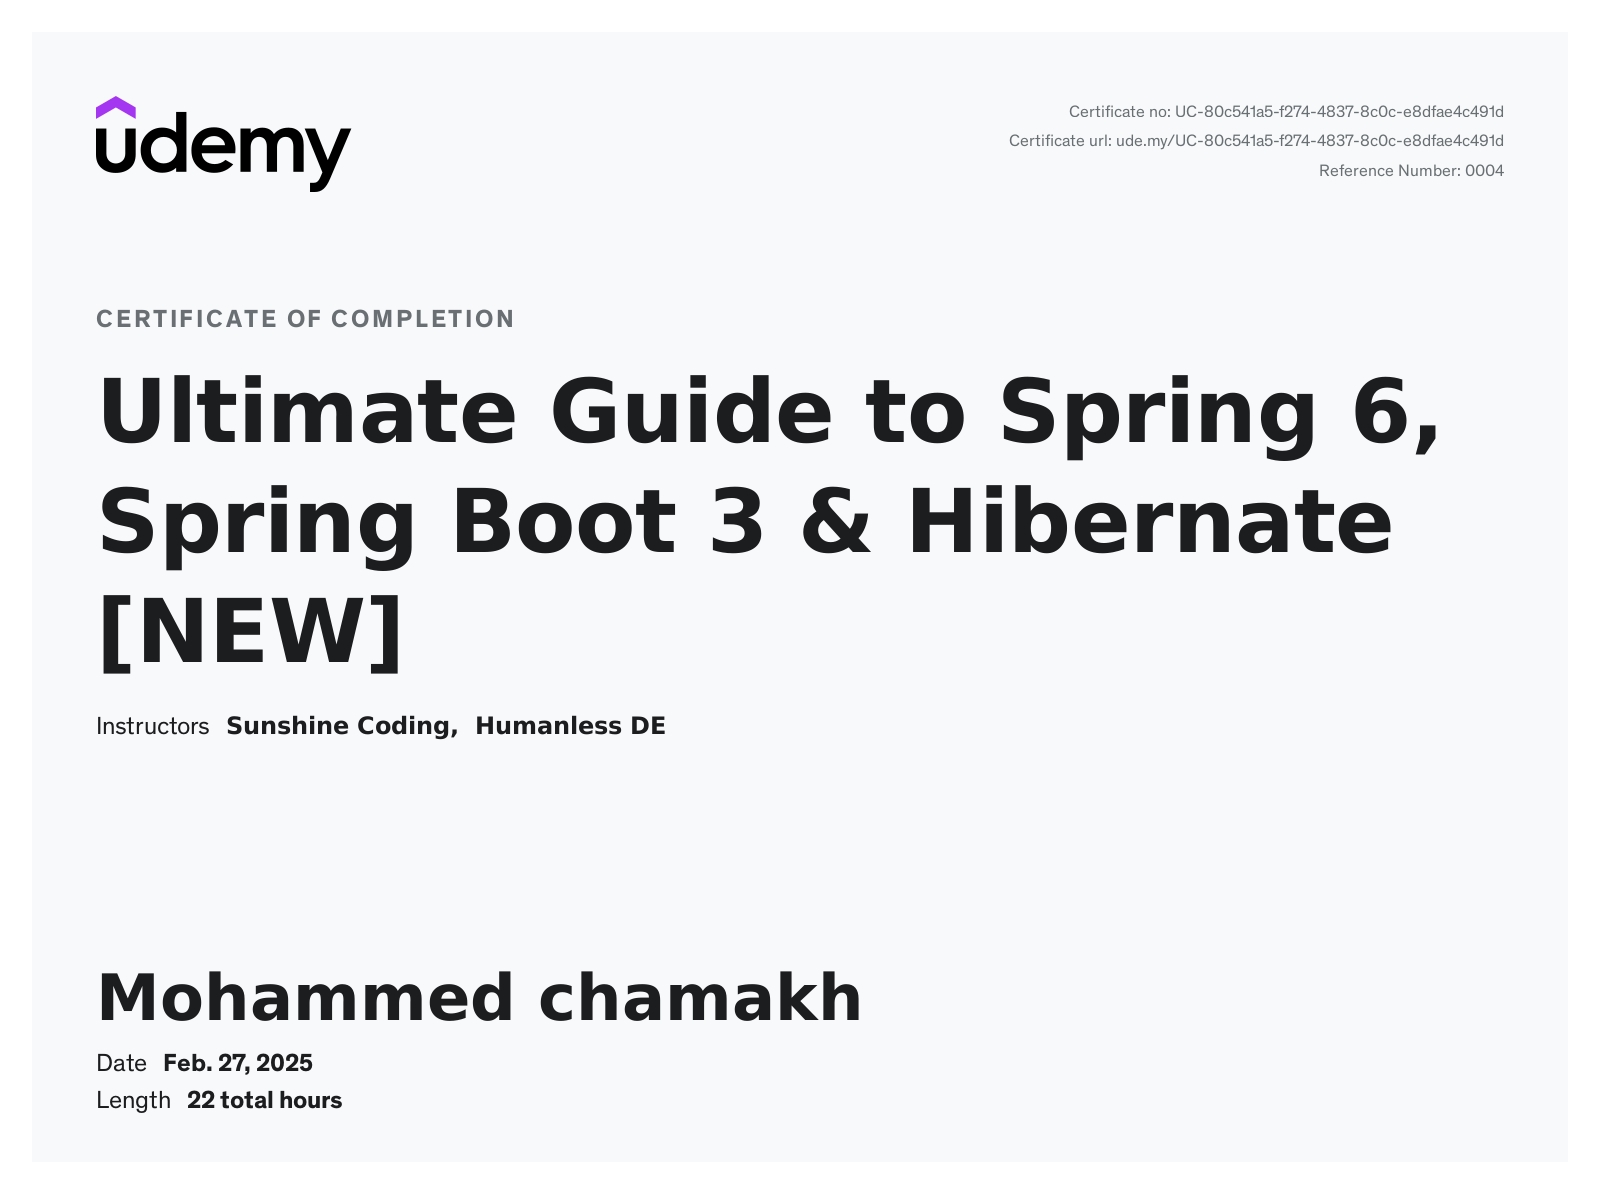 udemy
Certificate no: UC-80c541a5-f274-4837-8c0c-e8dfae4c491d
Certificate url: ude.my/UC-80c541a5-f274-4837-8c0c-e8dfae4c491d
Reference Number: 0004
CERTIFICATE OF COMPLETION
Ultimate Guide to Spring 6,
Spring Boot 3 & Hibernate
[NEW]
Instructors Sunshine Coding, Humanless DE
Mohammed chamakh
Date Feb. 27, 2025
Length 22 total hours